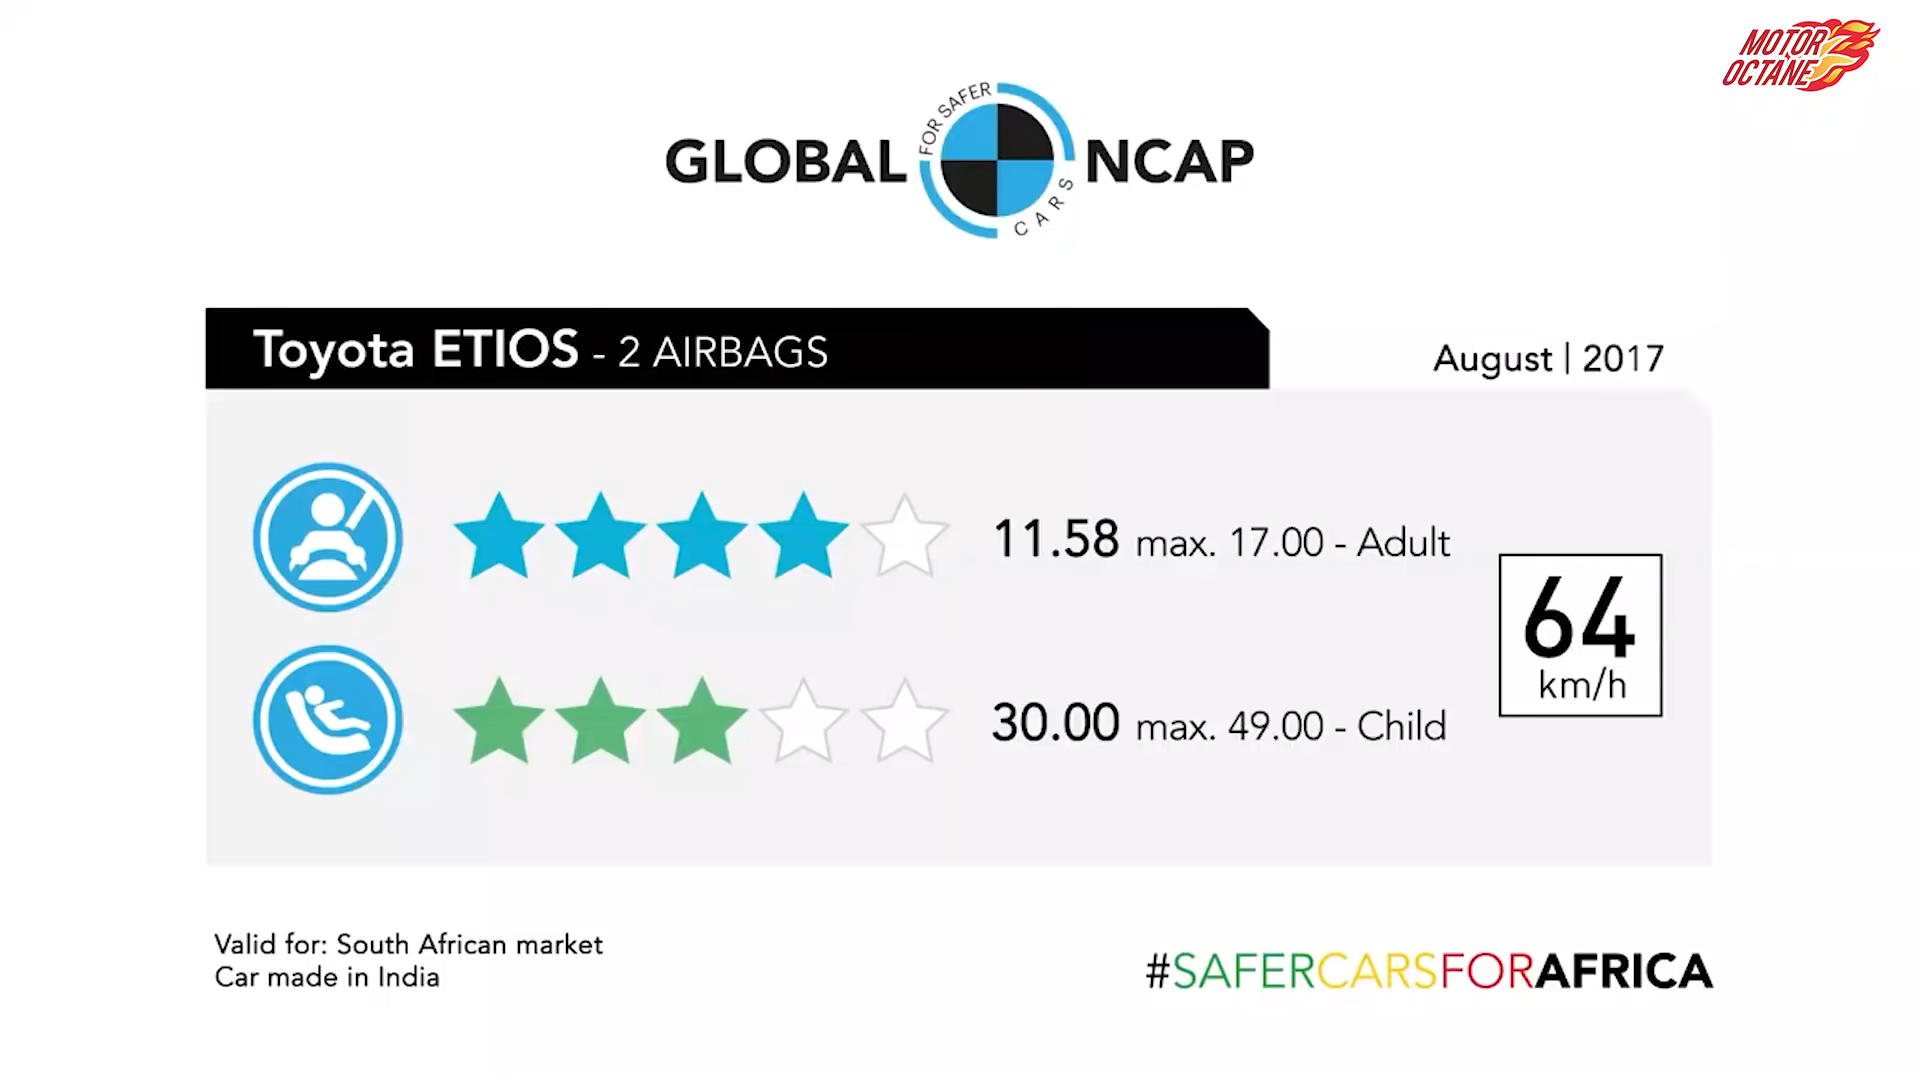 MOTOR
OCTANE
GLOBAL FOR SAFER CARS NCAP
Toyota ETIOS - 2 AIRBAGS
August | 2017
11.58 max. 17.00 - Adult
30.00 max. 49.00 - Child
64
km/h
Valid for: South African market
Car made in India
#SAFERCARSFORAFRICA